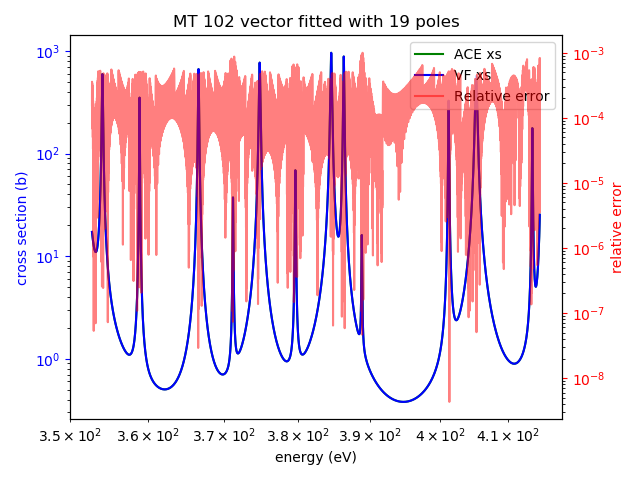 MT 102 vector fitted with 19 poles
ACE xs
VF xs
Relative error
cross section (b)
10³
10²
10¹
10⁰
relative error
10⁻³
10⁻⁴
10⁻⁵
10⁻⁶
10⁻⁷
10⁻⁸
3.5 × 10² 3.6 × 10² 3.7 × 10² 3.8 × 10² 3.9 × 10² 4 × 10² 4.1 × 10²
energy (eV)